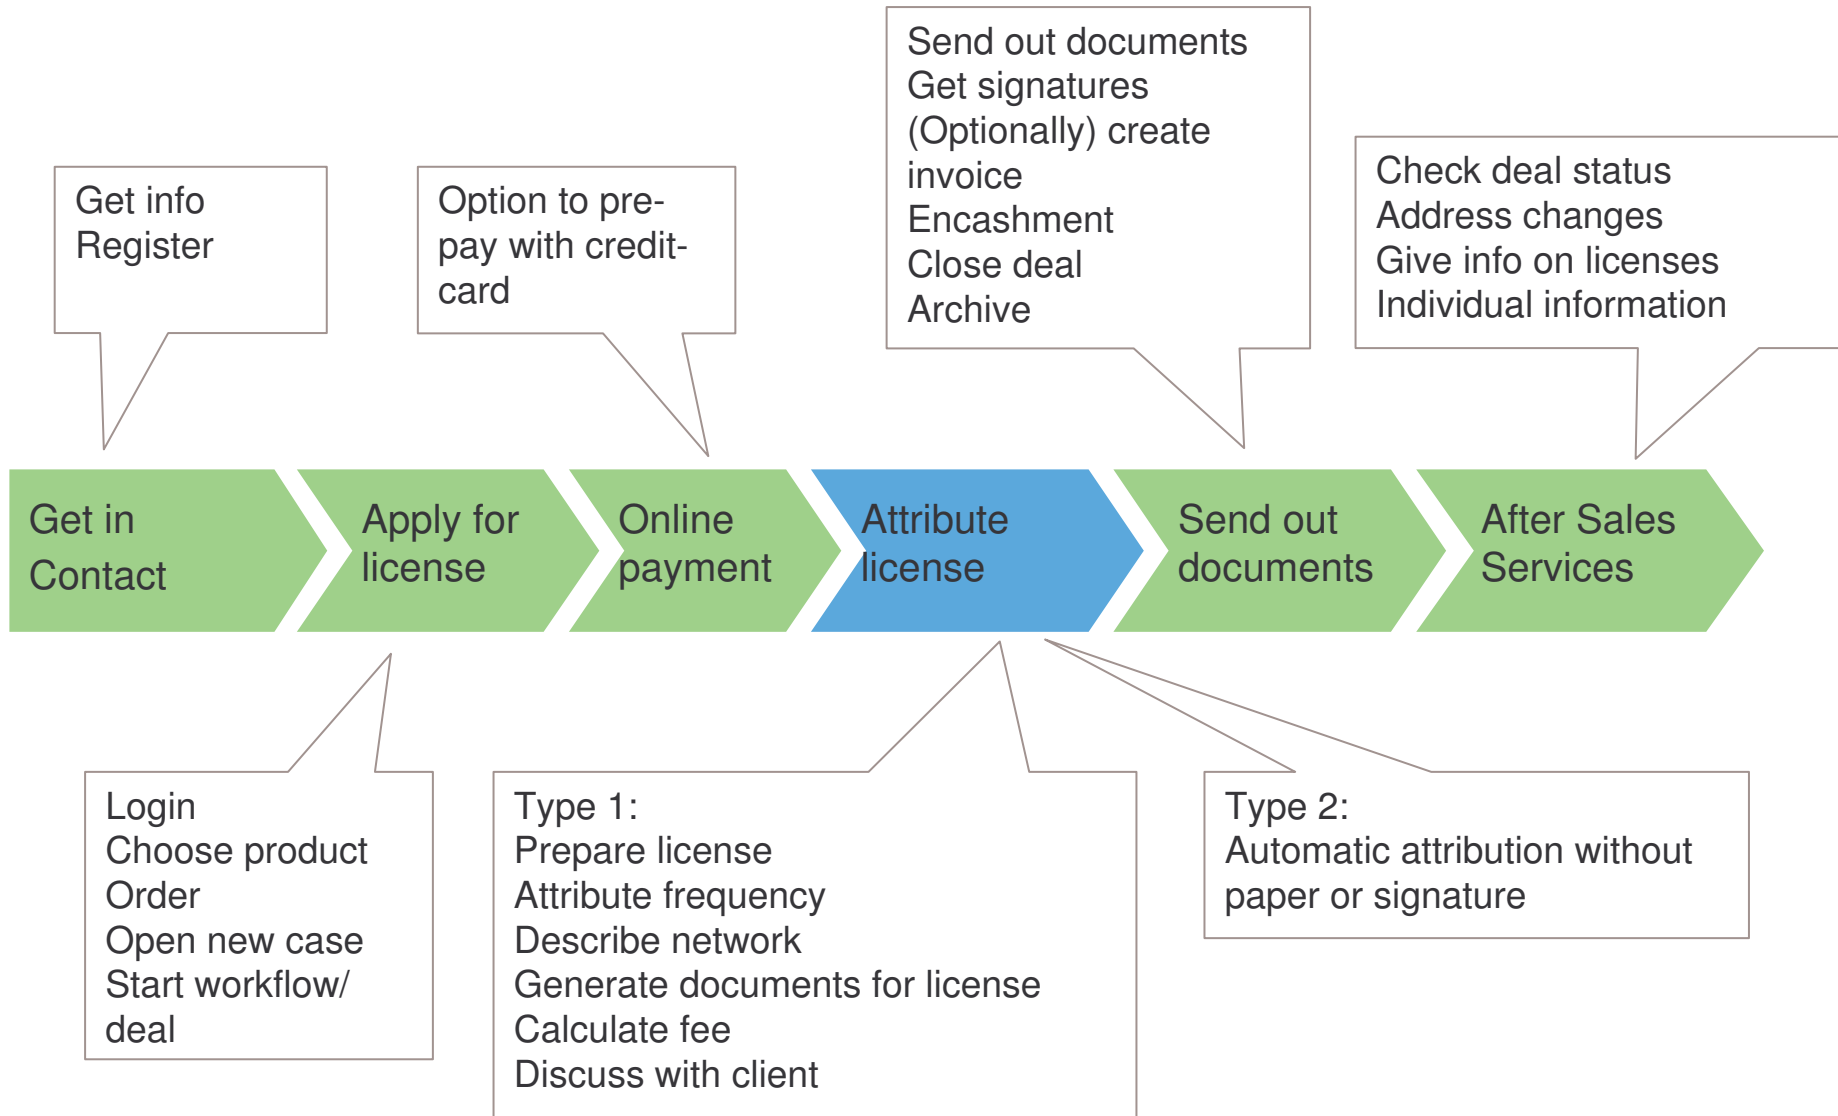 Send out documents
Get signatures
(Optionally) create
invoice
Encashment
Close deal
Archive
Check deal status
Address changes
Give info on licenses
Individual information
Get info
Register
Option to pre-
pay with credit-
card
Get in
Contact
Apply for
license
Online
payment
Attribute
license
Send out
documents
After Sales
Services
Login
Choose product
Order
Open new case
Start workflow/
deal
Type 1:
Prepare license
Attribute frequency
Describe network
Generate documents for license
Calculate fee
Discuss with client
Type 2:
Automatic attribution without
paper or signature